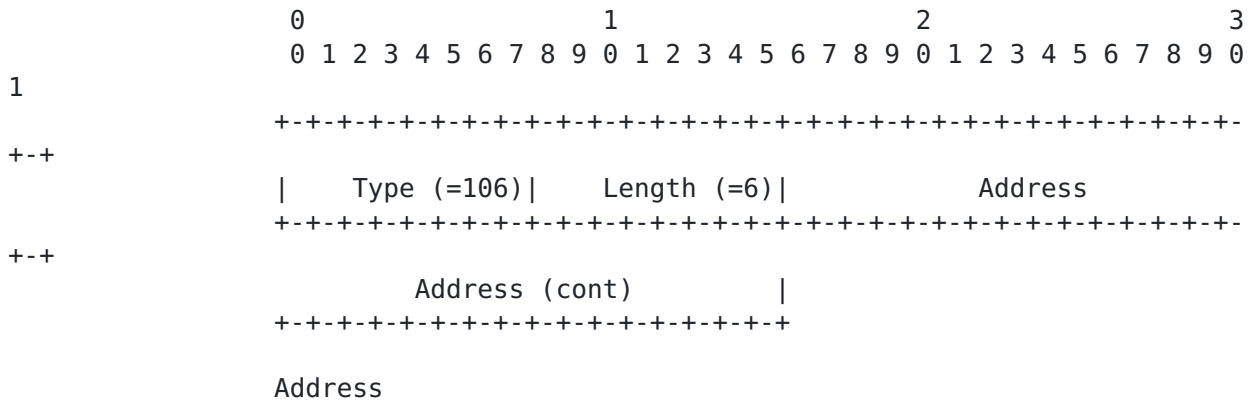 0                   1                   2                   3
                  0 1 2 3 4 5 6 7 8 9 0 1 2 3 4 5 6 7 8 9 0 1 2 3 4 5 6 7 8 9 0
1
                 +-+-+-+-+-+-+-+-+-+-+-+-+-+-+-+-+-+-+-+-+-+-+-+-+-+-+-+-+-+-+-
+-+
                 |    Type (=106)|    Length (=6)|            Address
                 +-+-+-+-+-+-+-+-+-+-+-+-+-+-+-+-+-+-+-+-+-+-+-+-+-+-+-+-+-+-+-
+-+
                          Address (cont)         |
                 +-+-+-+-+-+-+-+-+-+-+-+-+-+-+-+-+
                 Address